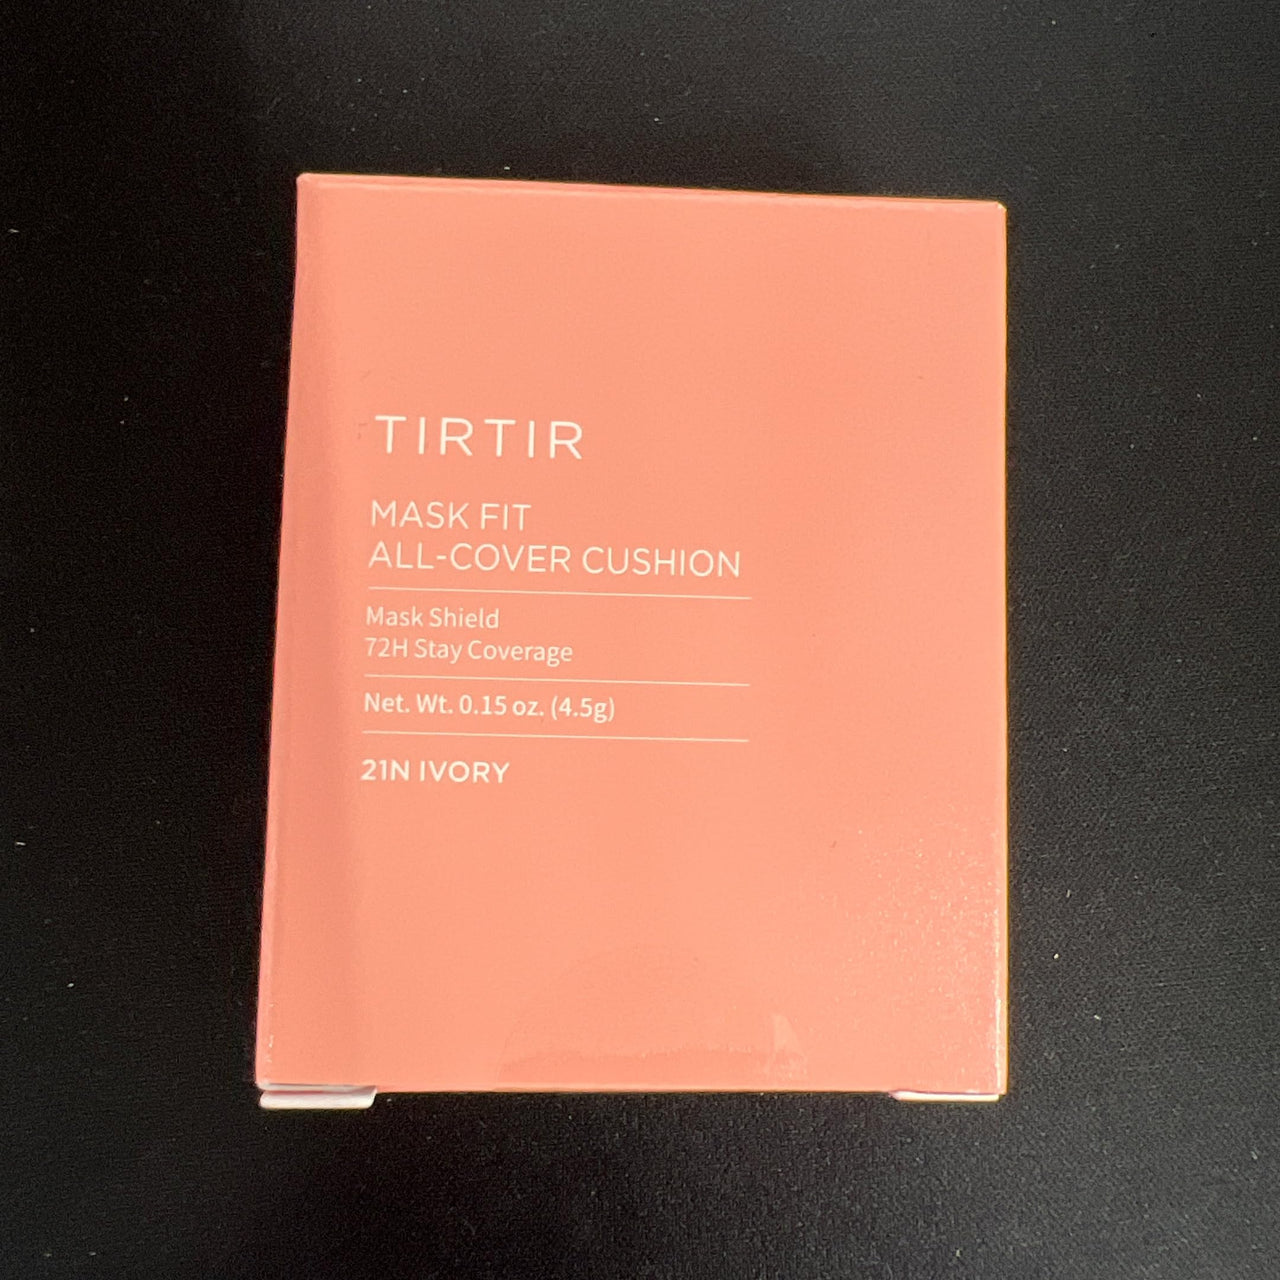 TIRTIR
MASK FIT
ALL-COVER CUSHION
Mask Shield
72H Stay Coverage
Net. Wt. 0.15 oz. (4.5g)
21N IVORY